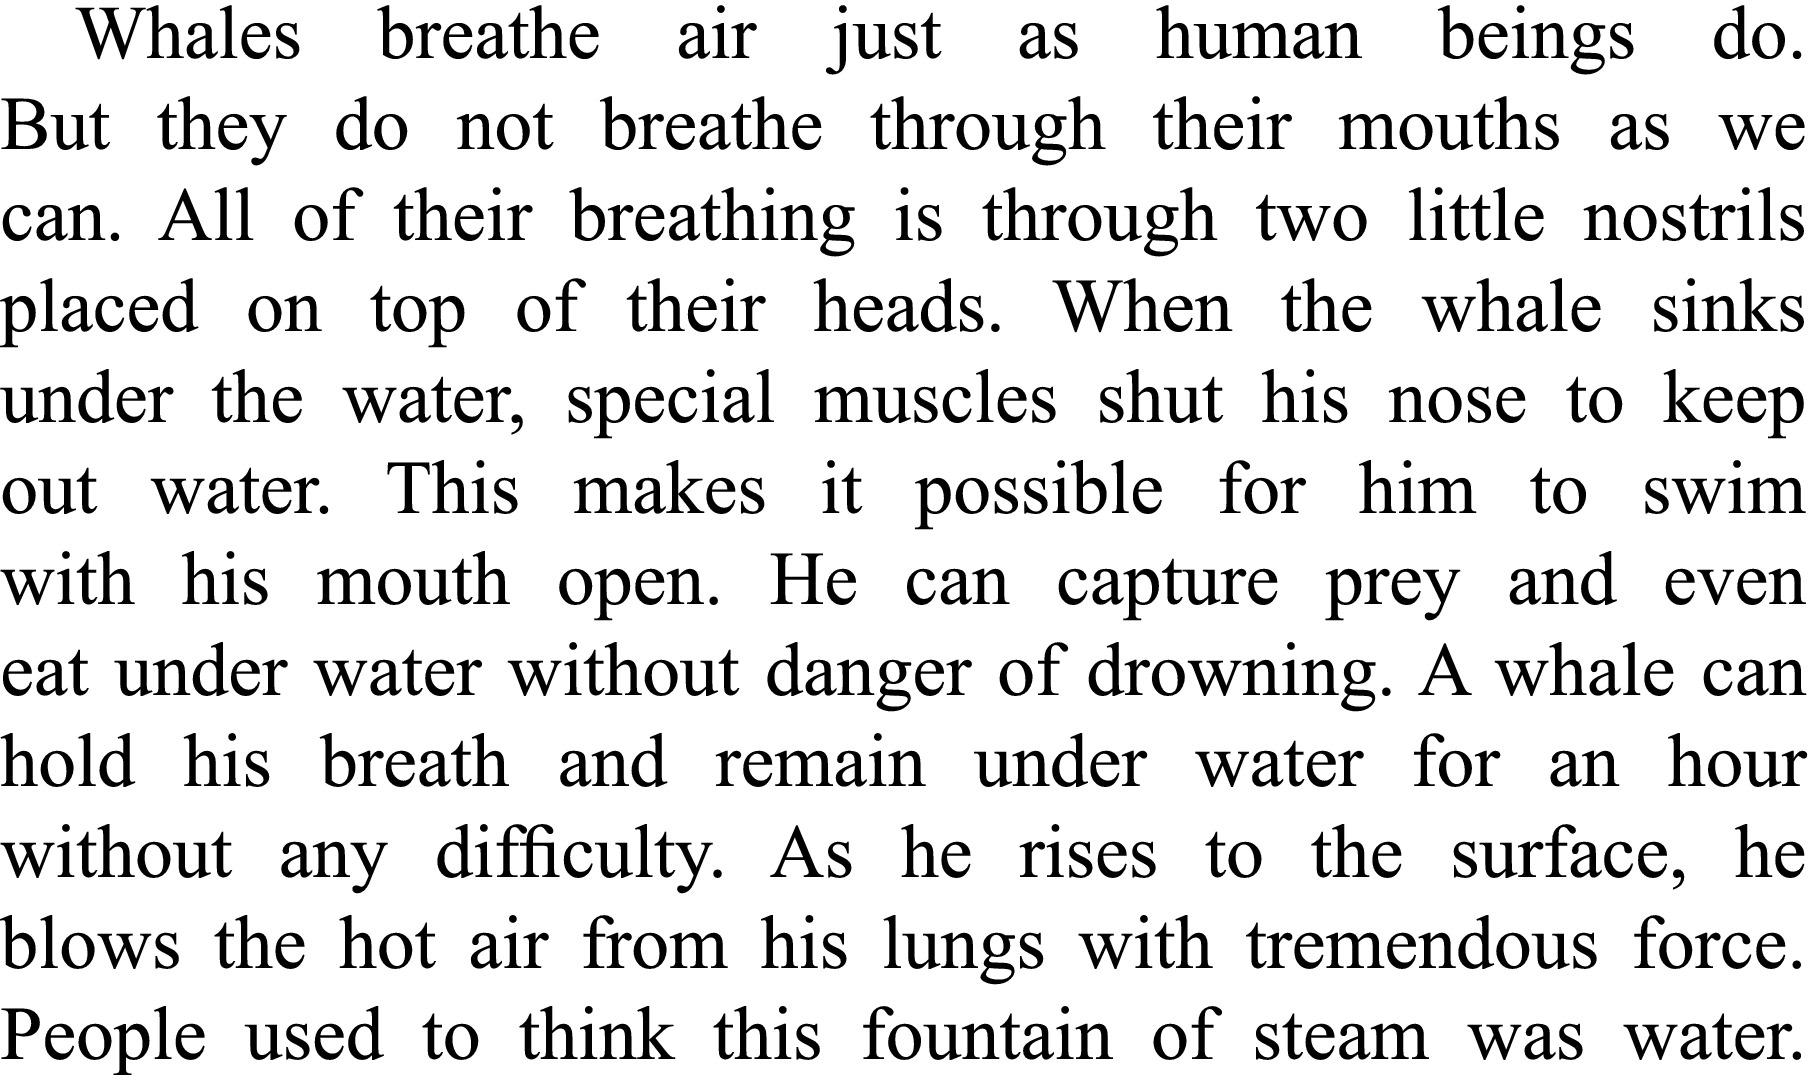 Whales breathe air just as human beings do.
But they do not breathe through their mouths as we
can. All of their breathing is through two little nostrils
placed on top of their heads. When the whale sinks
under the water, special muscles shut his nose to keep
out water. This makes it possible for him to swim
with his mouth open. He can capture prey and even
eat under water without danger of drowning. A whale can
hold his breath and remain under water for an hour
without any difficulty. As he rises to the surface, he
blows the hot air from his lungs with tremendous force.
People used to think this fountain of steam was water.